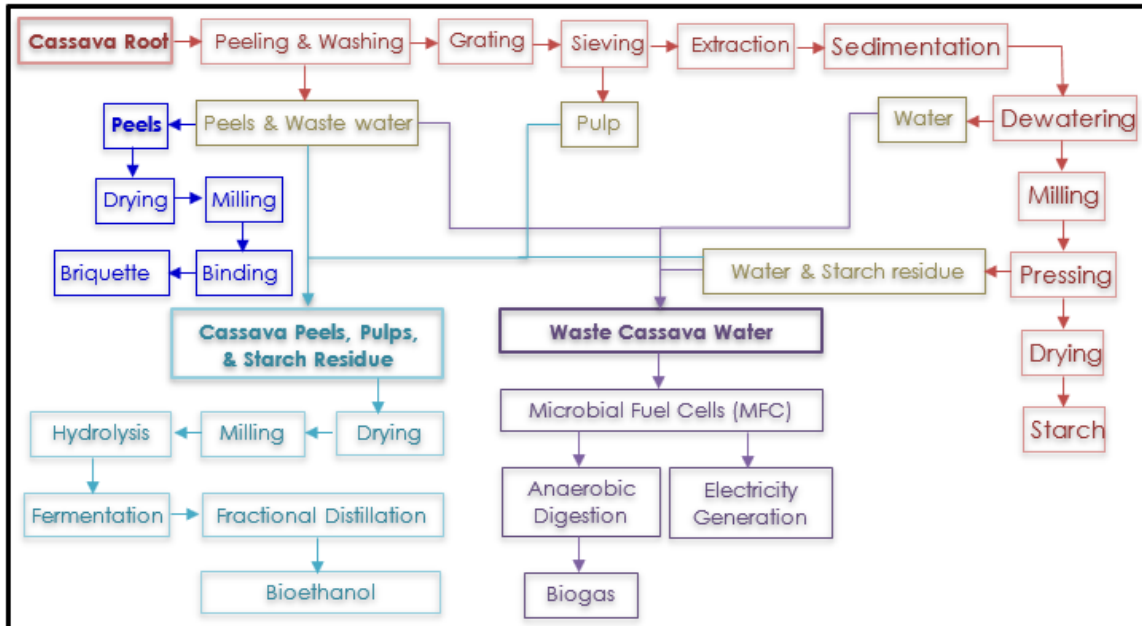 Cassava Root
Peeling & Washing
Grating
Sieving
Extraction
Sedimentation
Peels
Peels & Waste water
Pulp
Water
Dewatering
Drying
Milling
Milling
Briquette
Binding
Water & Starch residue
Pressing
Cassava Peels, Pulps,
& Starch Residue
Waste Cassava Water
Drying
Microbial Fuel Cells (MFC)
Hydrolysis
Milling
Drying
Starch
Anaerobic
Digestion
Electricity
Generation
Fermentation
Fractional Distillation
Bioethanol
Biogas